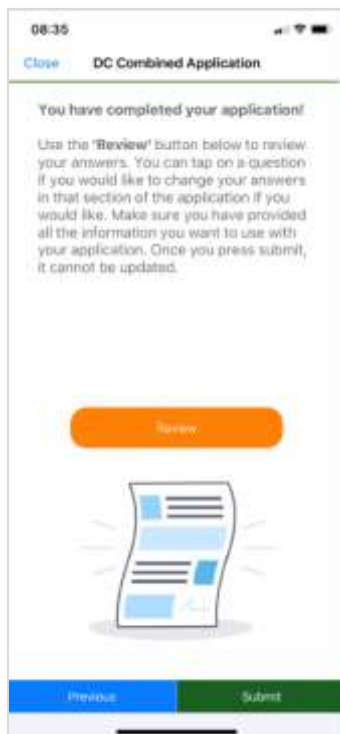 08:35
Close DC Combined Application
You have completed your application!
Use the 'Review' button below to review
your answers. You can tap on a question
if you would like to change your answers
in that section of the application if you
would like. Make sure you have provided
all the information you want to use with
your application. Once you press submit,
it cannot be updated.
Review
Previous Submit